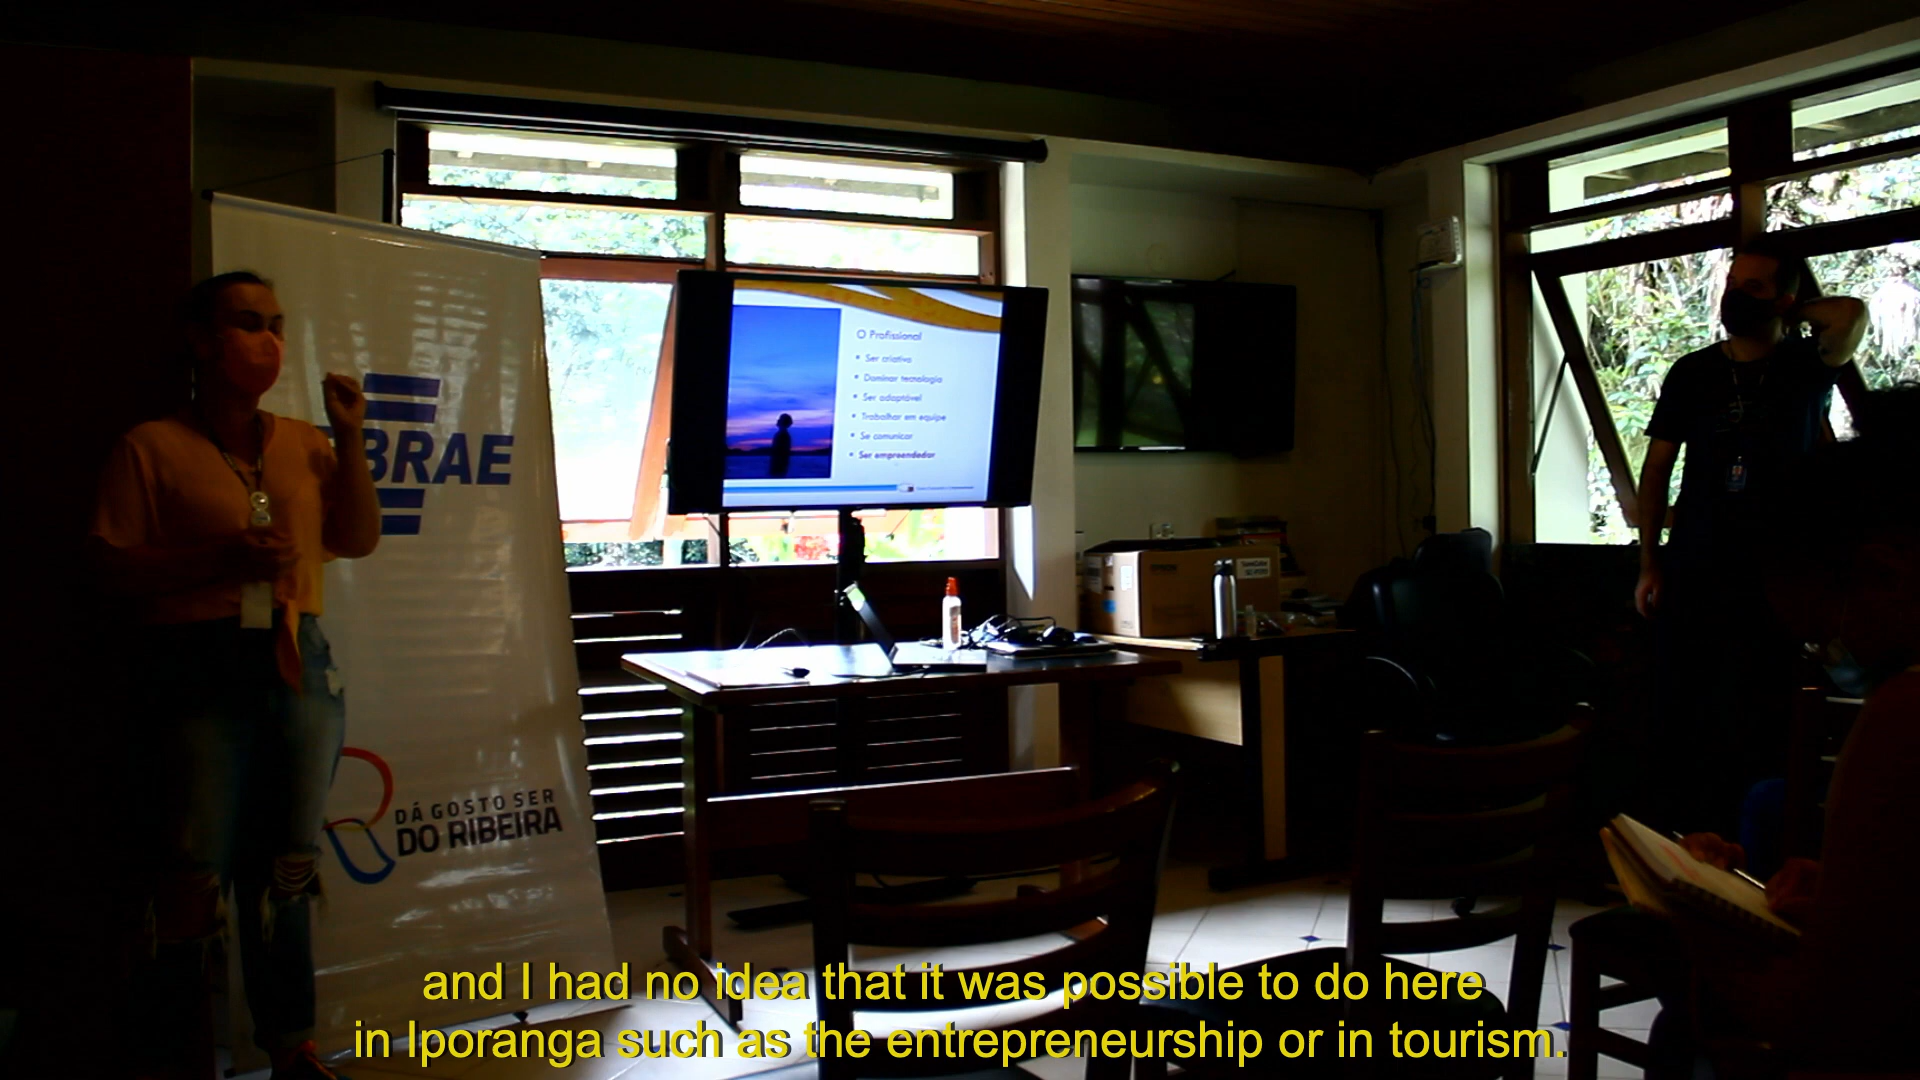 BRAE
DÁ GOSTO SER
DO RIBEIRA
O Profissional
• Ser criativo
• Dominar tecnologia
• Ser adaptável
• Trabalhar em equipe
• Se comunicar
• Ser empreendedor
EPSON
and I had no idea that it was possible to do here
in Iporanga such as the entrepreneurship or in tourism.